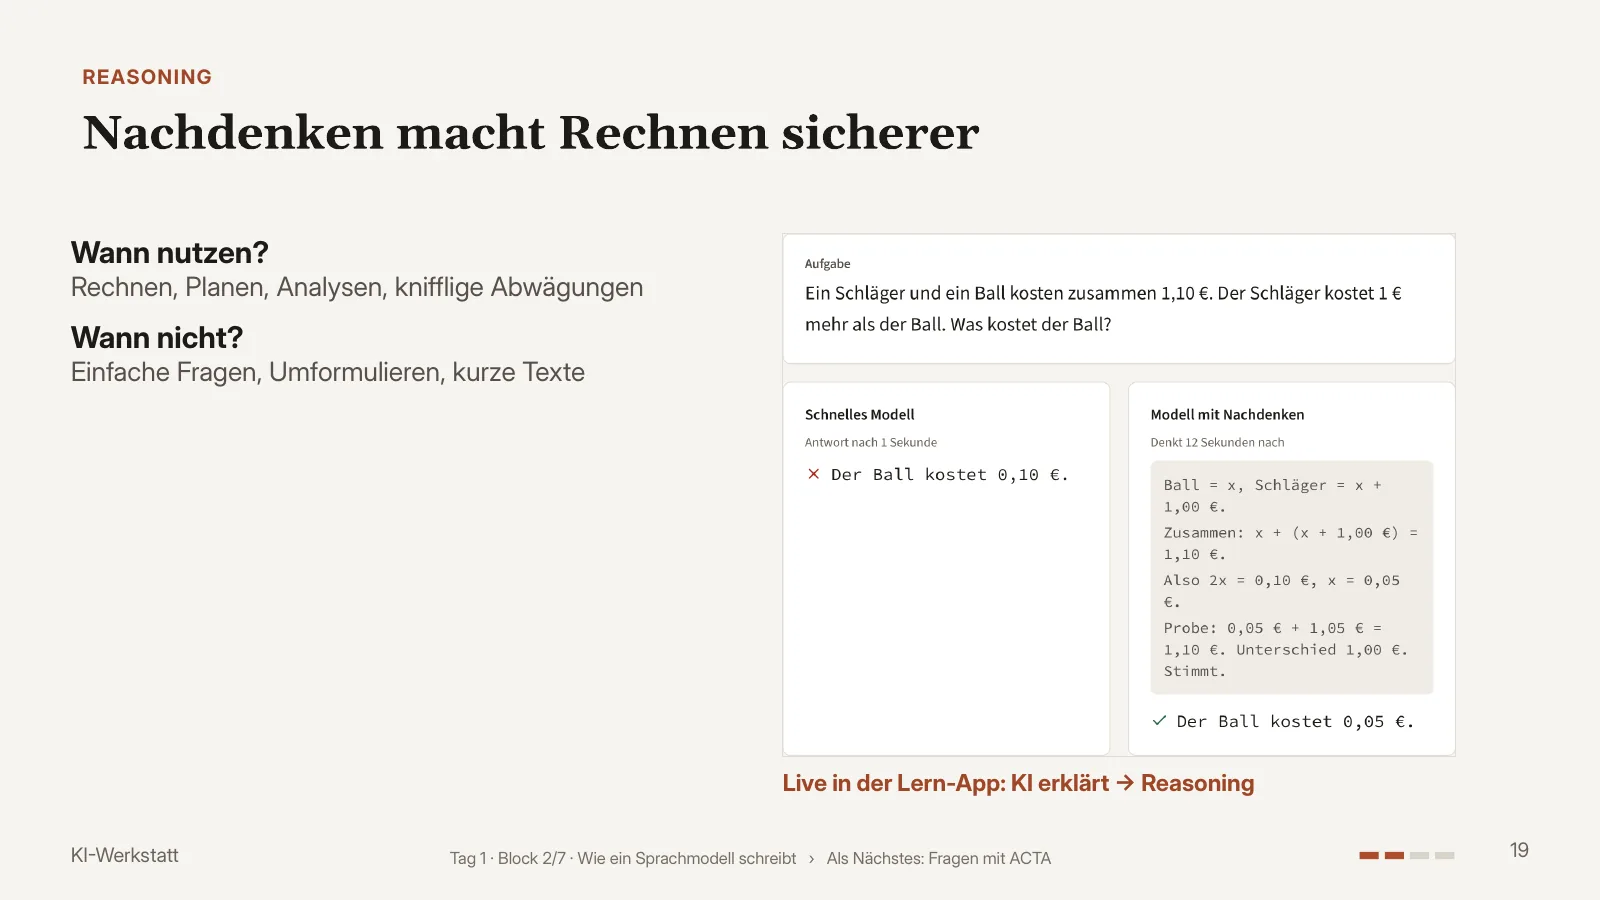 REASONING
Nachdenken macht Rechnen sicherer
Wann nutzen?
Rechnen, Planen, Analysen, knifflige Abwägungen
Wann nicht?
Einfache Fragen, Umformulieren, kurze Texte
Aufgabe
Ein Schläger und ein Ball kosten zusammen 1,10 €. Der Schläger kostet 1 €
mehr als der Ball. Was kostet der Ball?
Schnelles Modell
Antwort nach 1 Sekunde
✕ Der Ball kostet 0,10 €.
Modell mit Nachdenken
Denkt 12 Sekunden nach
Ball = x, Schläger = x +
1,00 €.
Zusammen: x + (x + 1,00 €) =
1,10 €.
Also 2x = 0,10 €, x = 0,05
€.
Probe: 0,05 € + 1,05 € =
1,10 €. Unterschied 1,00 €.
Stimmt.
✓ Der Ball kostet 0,05 €.
Live in der Lern-App: KI erklärt → Reasoning
KI-Werkstatt
Tag 1 · Block 2/7 · Wie ein Sprachmodell schreibt › Als Nächstes: Fragen mit ACTA
19